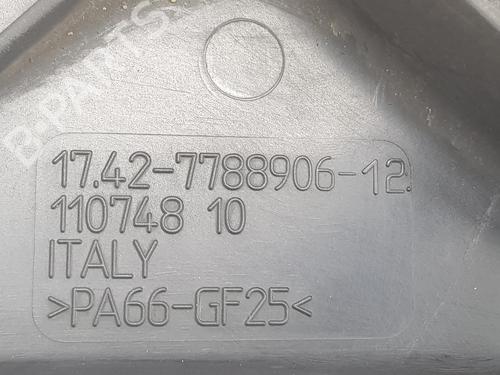 B-PARTS
17.42-7788906-12
110748 10
ITALY
>PA66-GF25<